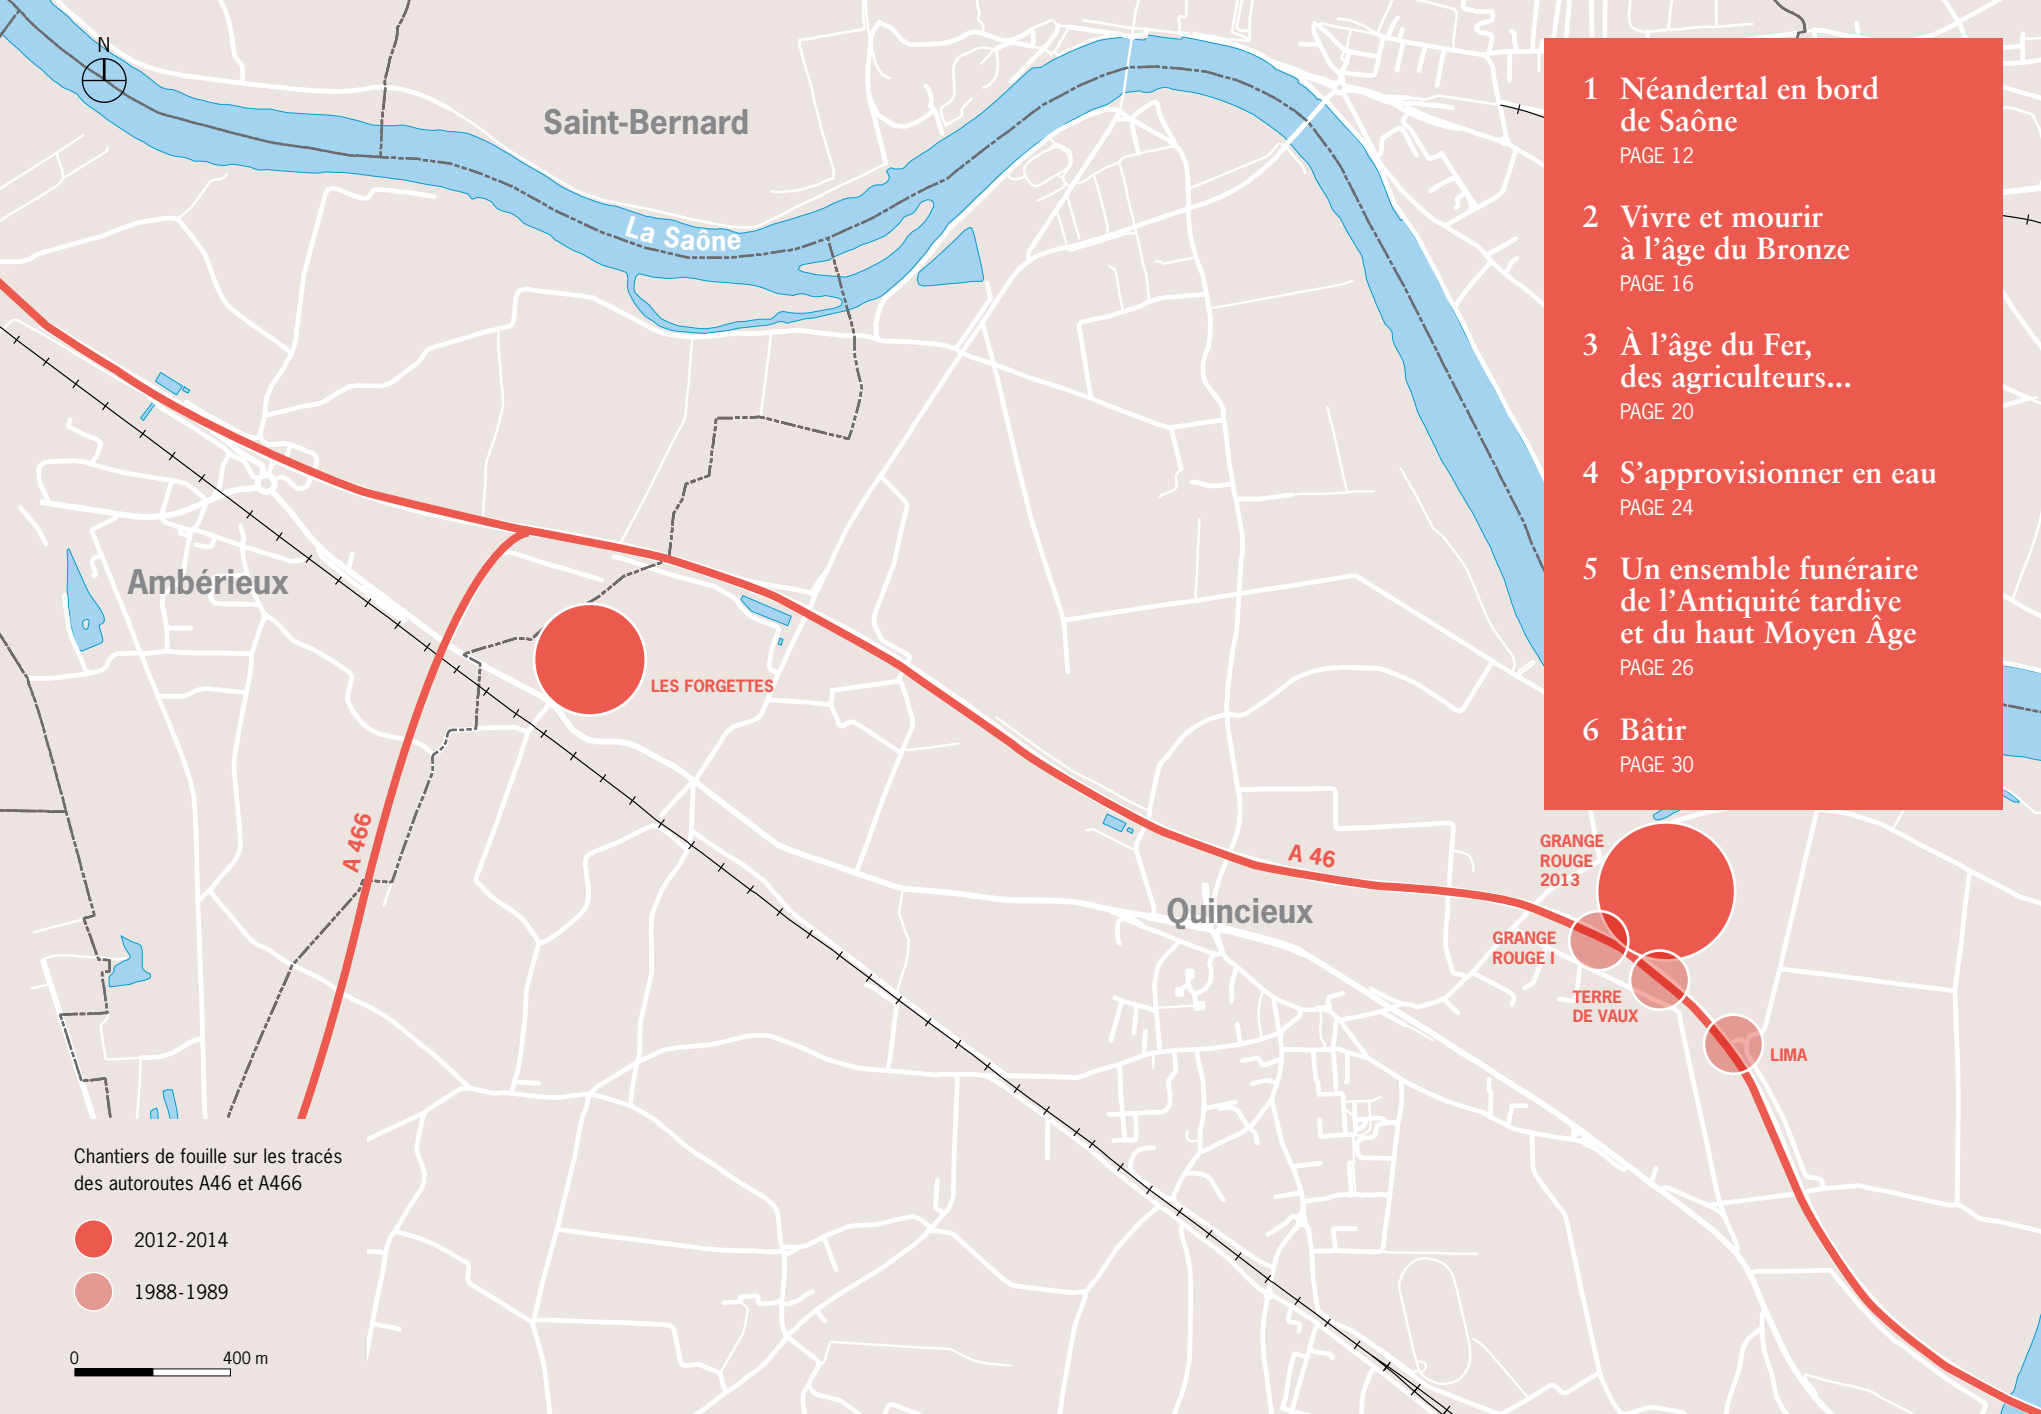 N
Saint-Bernard
La Saône
Ambérieux
LES FORGETTES
A 466
A 46
Quincieux
GRANGE
ROUGE
2013
GRANGE
ROUGE I
TERRE
DE VAUX
LIMA
1 Néandertal en bord
de Saône
PAGE 12
2 Vivre et mourir
à l’âge du Bronze
PAGE 16
3 À l’âge du Fer,
des agriculteurs...
PAGE 20
4 S’approvisionner en eau
PAGE 24
5 Un ensemble funéraire
de l’Antiquité tardive
et du haut Moyen Âge
PAGE 26
6 Bâtir
PAGE 30
Chantiers de fouille sur les tracés
des autoroutes A46 et A466
2012-2014
1988-1989
0 400 m